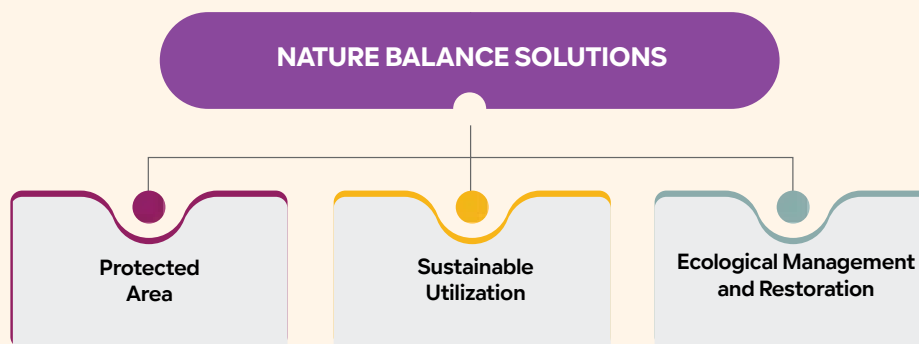 NATURE BALANCE SOLUTIONS
Protected
Area
Sustainable
Utilization
Ecological Management
and Restoration